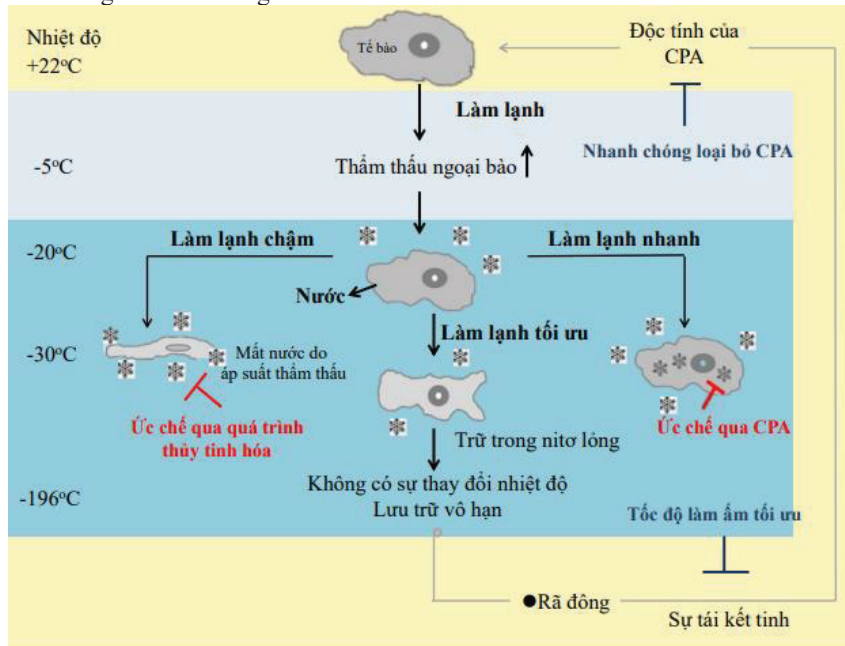 Nhiệt độ
+22°C
Tế bào
Độc tính của
CPA
Làm lạnh
Nhanh chóng loại bỏ CPA
-5°C
Thẩm thấu ngoại bào
-20°C
Làm lạnh chậm
Làm lạnh nhanh
Nước
Làm lạnh tối ưu
-30°C
Mất nước do
áp suất thẩm thấu
Ức chế qua quá trình
thủy tinh hóa
Ức chế qua CPA
Trữ trong nitơ lỏng
-196°C
Không có sự thay đổi nhiệt độ
Lưu trữ vô hạn
Tốc độ làm ấm tối ưu
●Rã đông
Sự tái kết tinh